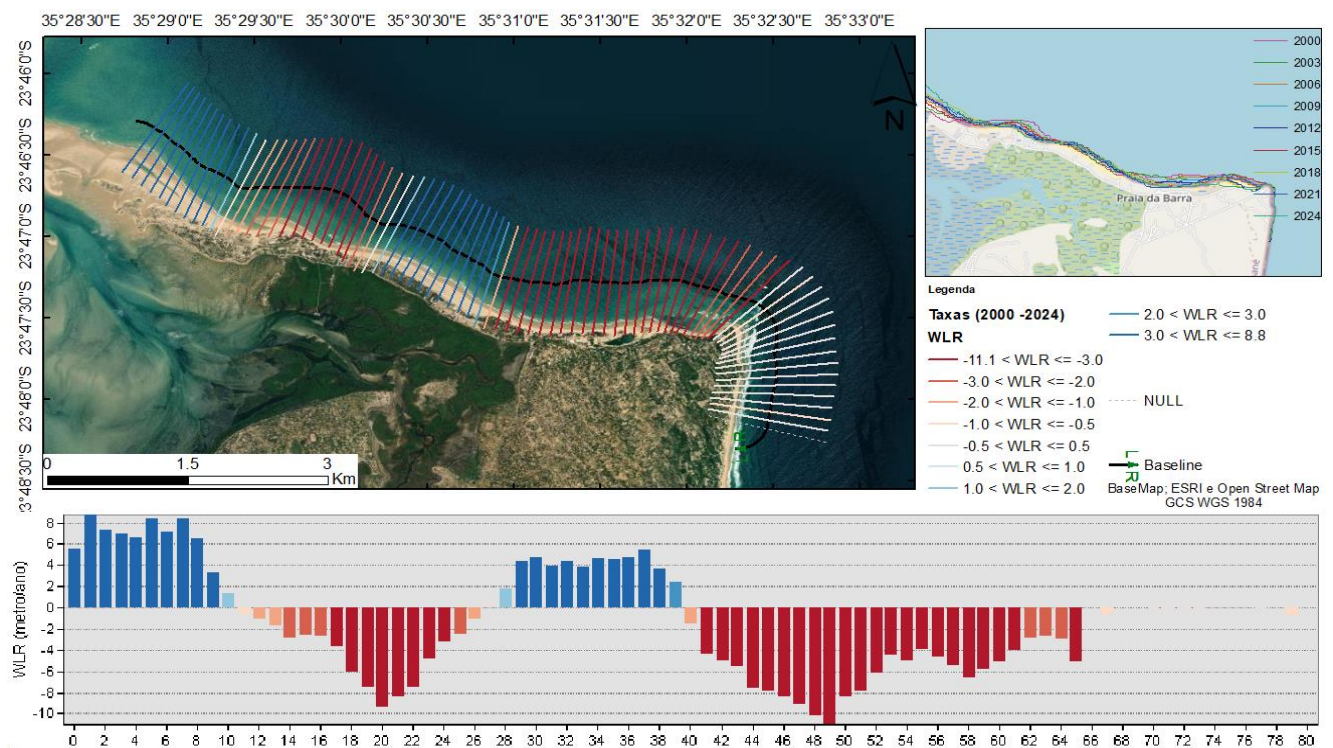 35°28'30"E 35°29'0"E 35°29'30"E 35°30'0"E 35°30'30"E 35°31'0"E 35°31'30"E 35°32'0"E 35°32'30"E 35°33'0"E
23°46'0"S
23°46'30"S
23°47'0"S
23°47'30"S
23°48'0"S
3°48'30"S
N
0 1.5 3
Km
2000
2003
2006
2009
2012
2015
2018
2021
2024
Praia da Barra
Legenda
Taxas (2000 -2024)
WLR
-11.1 < WLR <= -3.0
-3.0 < WLR <= -2.0
-2.0 < WLR <= -1.0
-1.0 < WLR <= -0.5
-0.5 < WLR <= 0.5
0.5 < WLR <= 1.0
1.0 < WLR <= 2.0
2.0 < WLR <= 3.0
3.0 < WLR <= 8.8
NULL
L
R
Baseline
BaseMap; ESRI e Open Street Map
GCS WGS 1984
WLR (metro/ano)
8
6
4
2
0
-2
-4
-6
-8
-10
0 2 4 6 8 10 12 14 16 18 20 22 24 26 28 30 32 34 36 38 40 42 44 46 48 50 52 54 56 58 60 62 64 66 68 70 72 74 76 78 80